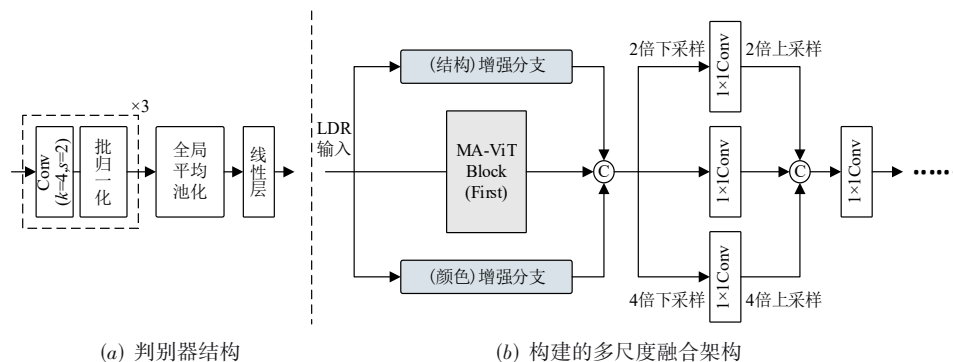 ×3
Conv
(k=4,s=2)
批归一化
全局
平均
池化
线性层
(a) 判别器结构
LDR
输入
(结构)增强分支
MA-ViT
Block
(First)
(颜色)增强分支
C
2倍下采样
1×1Conv
2倍上采样
1×1Conv
4倍下采样
1×1Conv
4倍上采样
C
1×1Conv
······
(b) 构建的多尺度融合架构